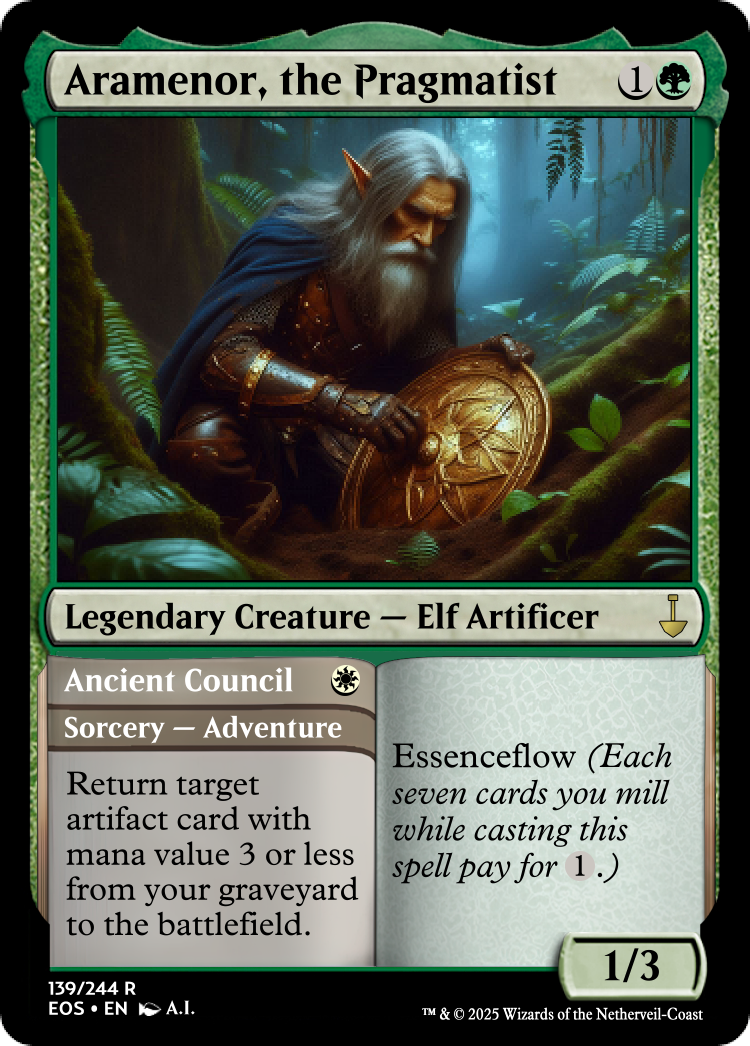 Aramenor, the Pragmatist 1
Legendary Creature — Elf Artificer
Ancient Council
Sorcery — Adventure
Return target
artifact card with
mana value 3 or less
from your graveyard
to the battlefield.
Essenceflow (Each
seven cards you mill
while casting this
spell pay for 1.)
1/3
139/244 R
EOS • EN A.I.
™ & © 2025 Wizards of the Netherveil-Coast